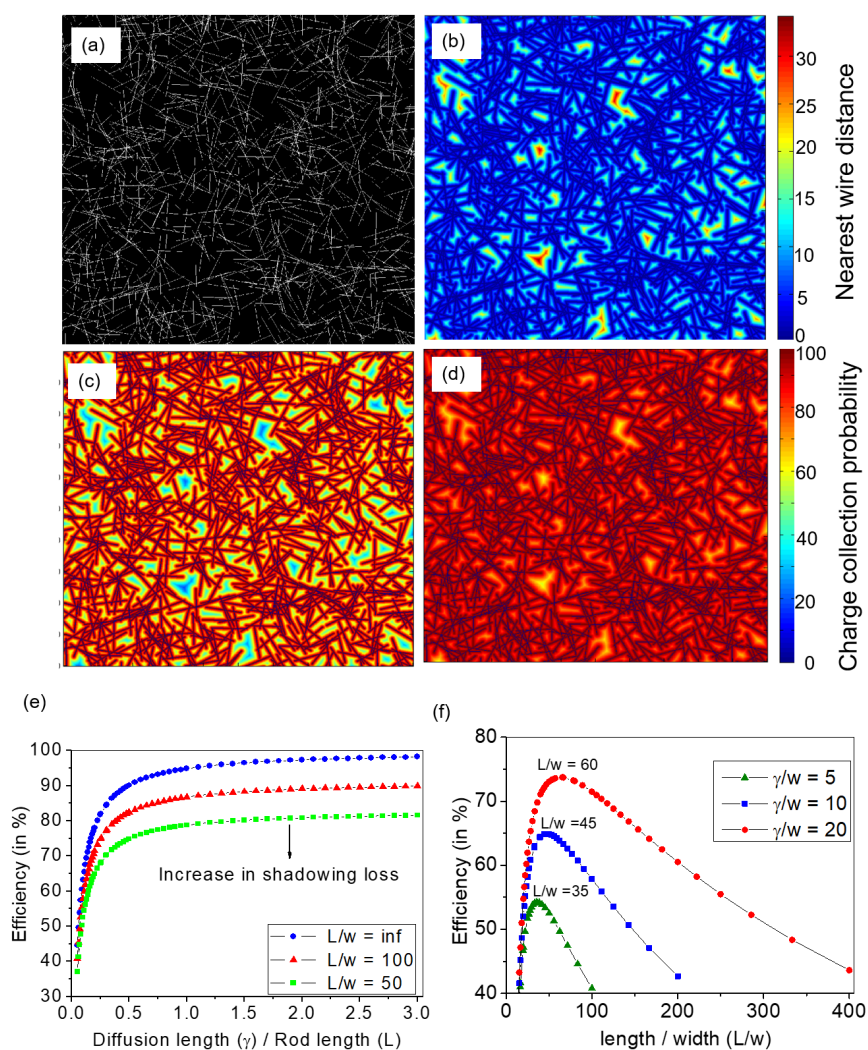 (a)
(b)
30
25
20
15
10
5
0
Nearest wire distance
(c)
(d)
100
80
60
40
20
0
Charge collection probability
(e)
100
90
80
70
60
50
40
30
Efficiency (in %)
Increase in shadowing loss
L/w = inf
L/w = 100
L/w = 50
0.0 0.5 1.0 1.5 2.0 2.5 3.0
Diffusion length (γ) / Rod length (L)
(f)
80
70
60
50
40
Efficiency (in %)
L/w = 60
L/w =45
L/w =35
γ/w = 5
γ/w = 10
γ/w = 20
0 100 200 300 400
length / width (L/w)